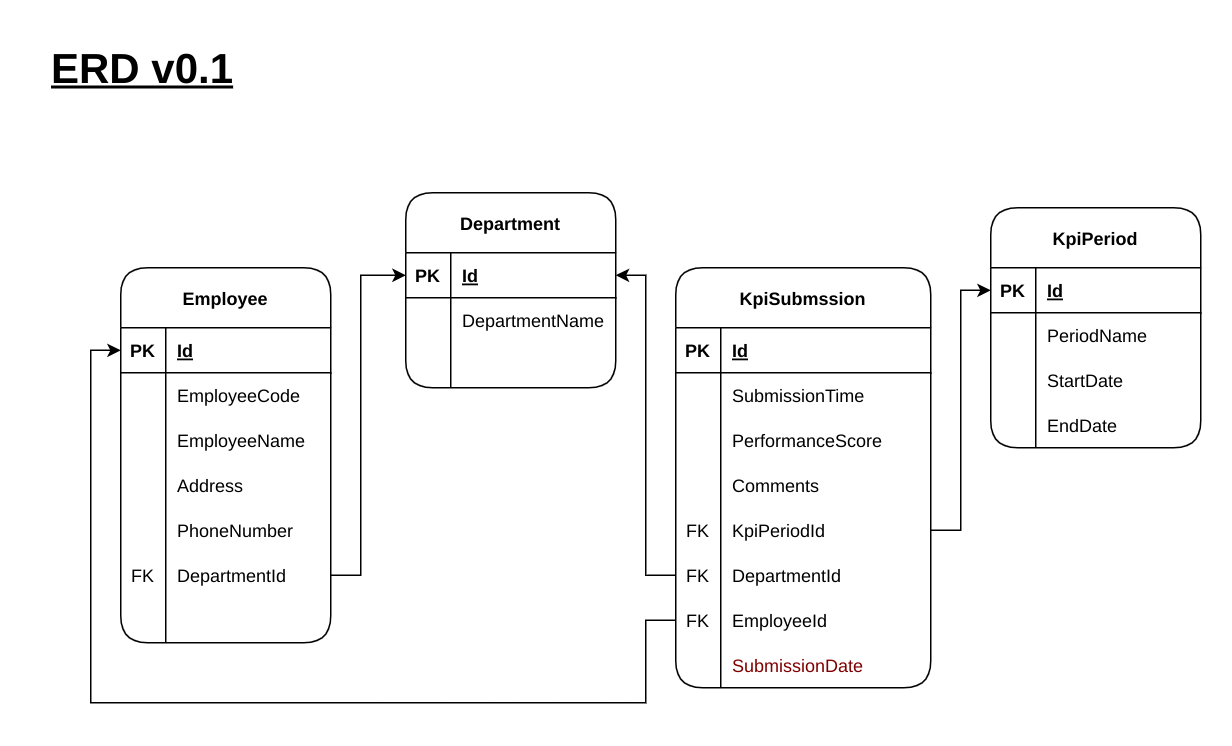 ERD v0.1
Employee
PK Id
EmployeeCode
EmployeeName
Address
PhoneNumber
FK DepartmentId
Department
PK Id
DepartmentName
KpiSubmssion
PK Id
SubmissionTime
PerformanceScore
Comments
FK KpiPeriodId
FK DepartmentId
FK EmployeeId
SubmissionDate
KpiPeriod
PK Id
PeriodName
StartDate
EndDate